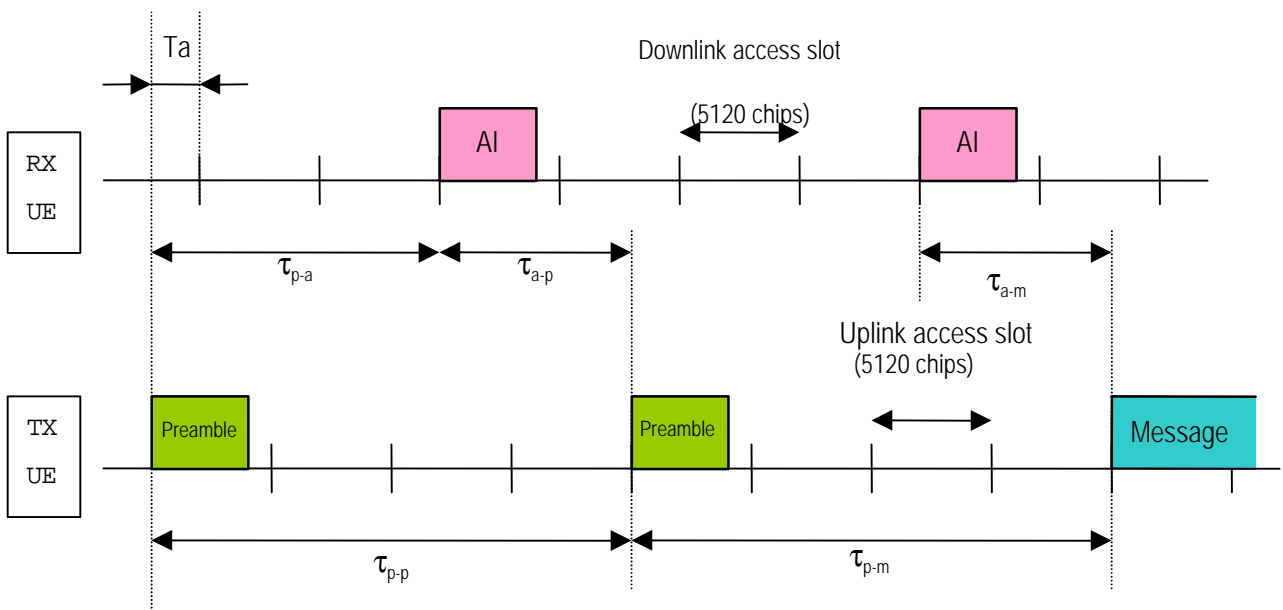 Ta
Downlink access slot
(5120 chips)
AI
AI
RX
UE
τp-a
τa-p
τa-m
Uplink access slot
(5120 chips)
TX
UE
Preamble
Preamble
Message
τp-p
τp-m